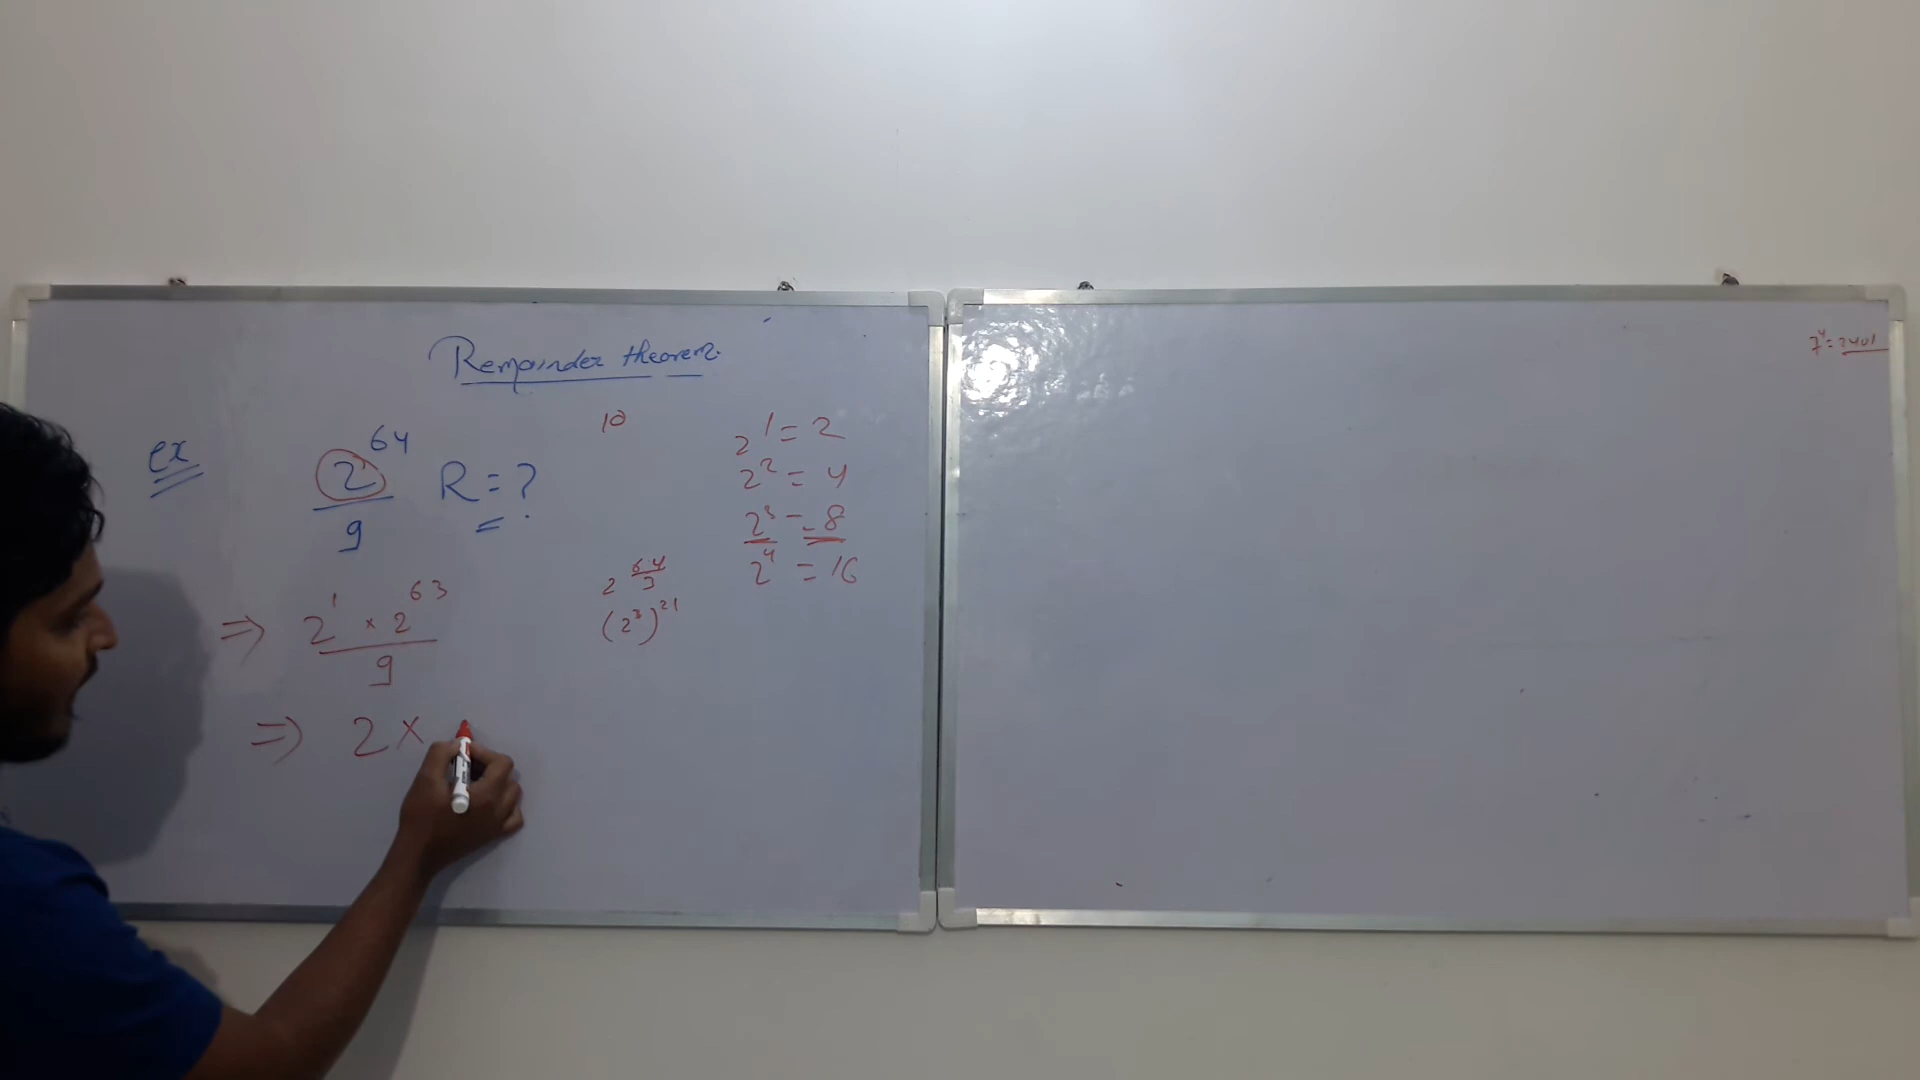 Remainder theorem.
ex 2^64 / 9 R = ?
10
2^1 = 2
2^2 = 4
2^3 = 8
2^4 = 16
2^(64/3)
(2^3)^21
⇒ 2^1 × 2^63 / 9
⇒ 2 ×
7^4 = 2401